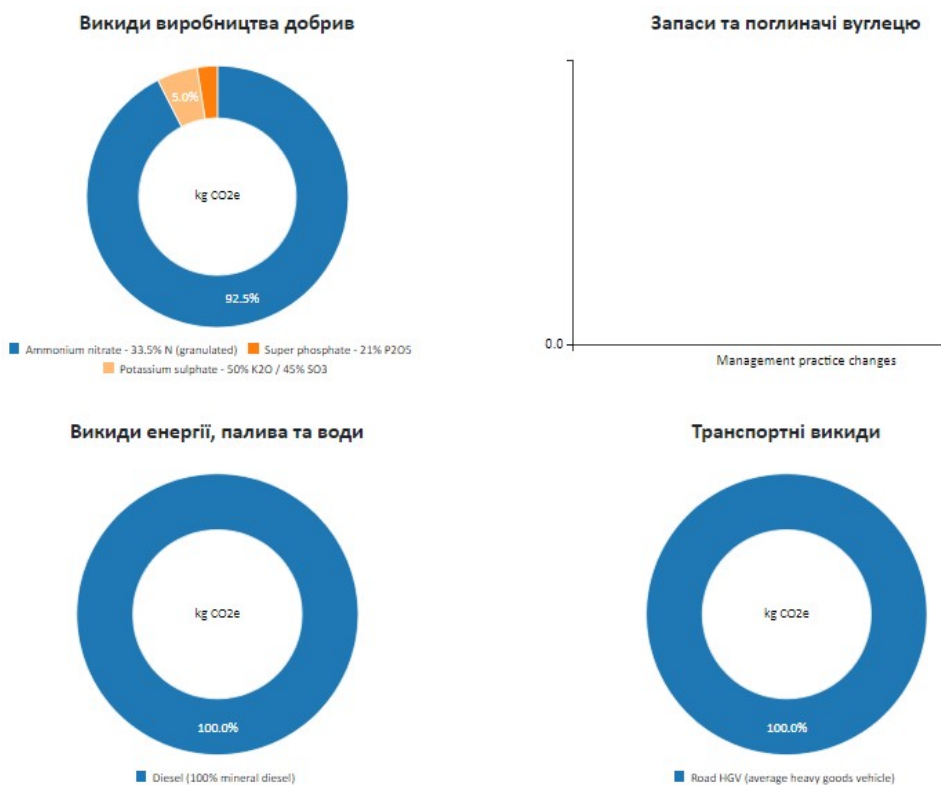 Викиди виробництва добрив
5.0%
kg CO2e
92.5%
Ammonium nitrate - 33.5% N (granulated) Super phosphate - 21% P2O5
Potassium sulphate - 50% K2O / 45% SO3
Запаси та поглиначі вуглецю
0.0
Management practice changes
Викиди енергії, палива та води
kg CO2e
100.0%
Diesel (100% mineral diesel)
Транспортні викиди
kg CO2e
100.0%
Road HGV (average heavy goods vehicle)